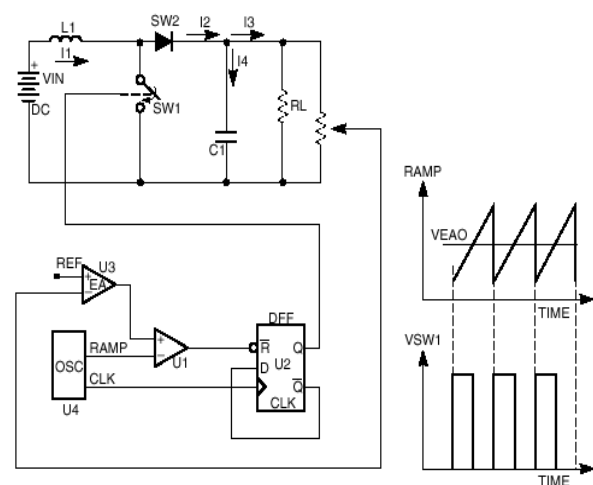 L1
SW2
I2
I3
I1
I4
+
VIN
DC
SW1
RL
C1
RAMP
VEAO
TIME
REF
U3
+
EA
−
DFF
OSC
RAMP
+
−
U1
R̅
Q
U2
D
CLK
Q̅
CLK
U4
VSW1
TIME